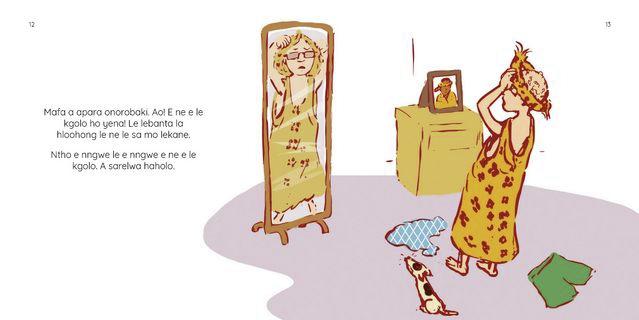 12
13
Mafa a apara onorobaki. Ao! E ne e le
kgolo ho yena! Le lebanta la
hloohong le ne le sa mo lekane.
Ntho e nngwe le e nngwe e ne e le
kgolo. A sarelwa haholo.